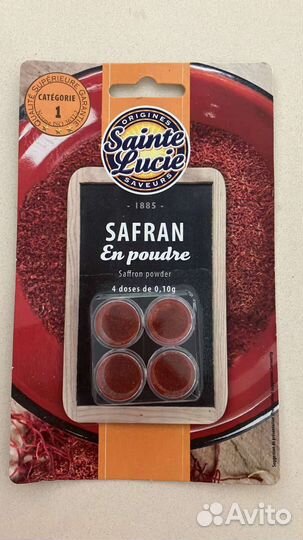 QUALITÉ SUPÉRIEURE GARANTIE
CATÉGORIE
1
ORIGINES
Sainte
Lucie
SAVEURS
- 1885 -
SAFRAN
En poudre
Saffron powder
4 doses de 0,10g
Avito